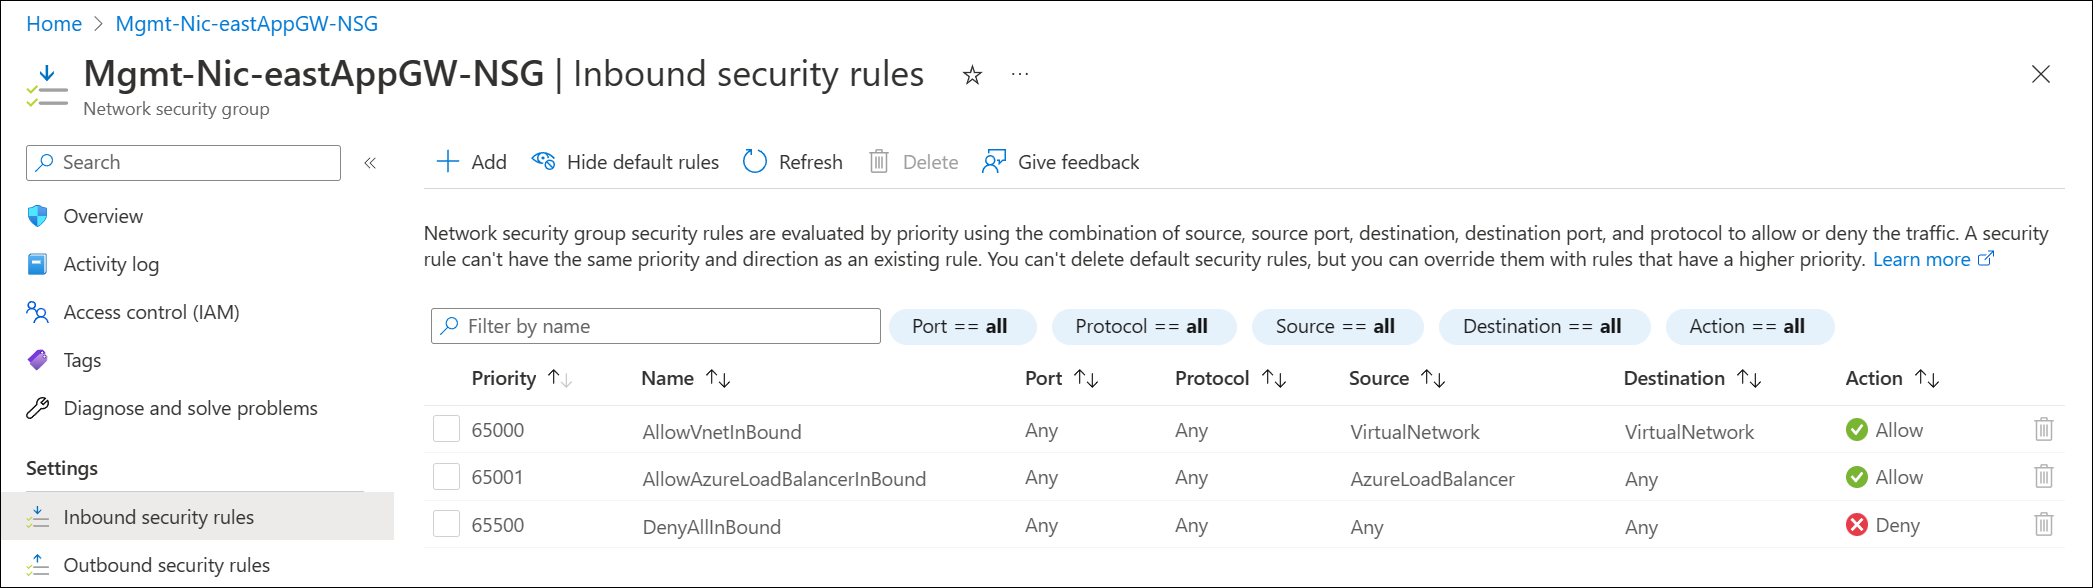 Home > Mgmt-Nic-eastAppGW-NSG
Mgmt-Nic-eastAppGW-NSG | Inbound security rules ☆ ···
Network security group
Search «
Overview
Activity log
Access control (IAM)
Tags
Diagnose and solve problems
Settings
Inbound security rules
Outbound security rules
Add Hide default rules Refresh Delete Give feedback
Network security group security rules are evaluated by priority using the combination of source, source port, destination, destination port, and protocol to allow or deny the traffic. A security
rule can't have the same priority and direction as an existing rule. You can't delete default security rules, but you can override them with rules that have a higher priority. Learn more
Filter by name Port == all Protocol == all Source == all Destination == all Action == all
Priority ↑↓ Name ↑↓ Port ↑↓ Protocol ↑↓ Source ↑↓ Destination ↑↓ Action ↑↓
65000 AllowVnetInBound Any Any VirtualNetwork VirtualNetwork Allow
65001 AllowAzureLoadBalancerInBound Any Any AzureLoadBalancer Any Allow
65500 DenyAllInBound Any Any Any Any Deny